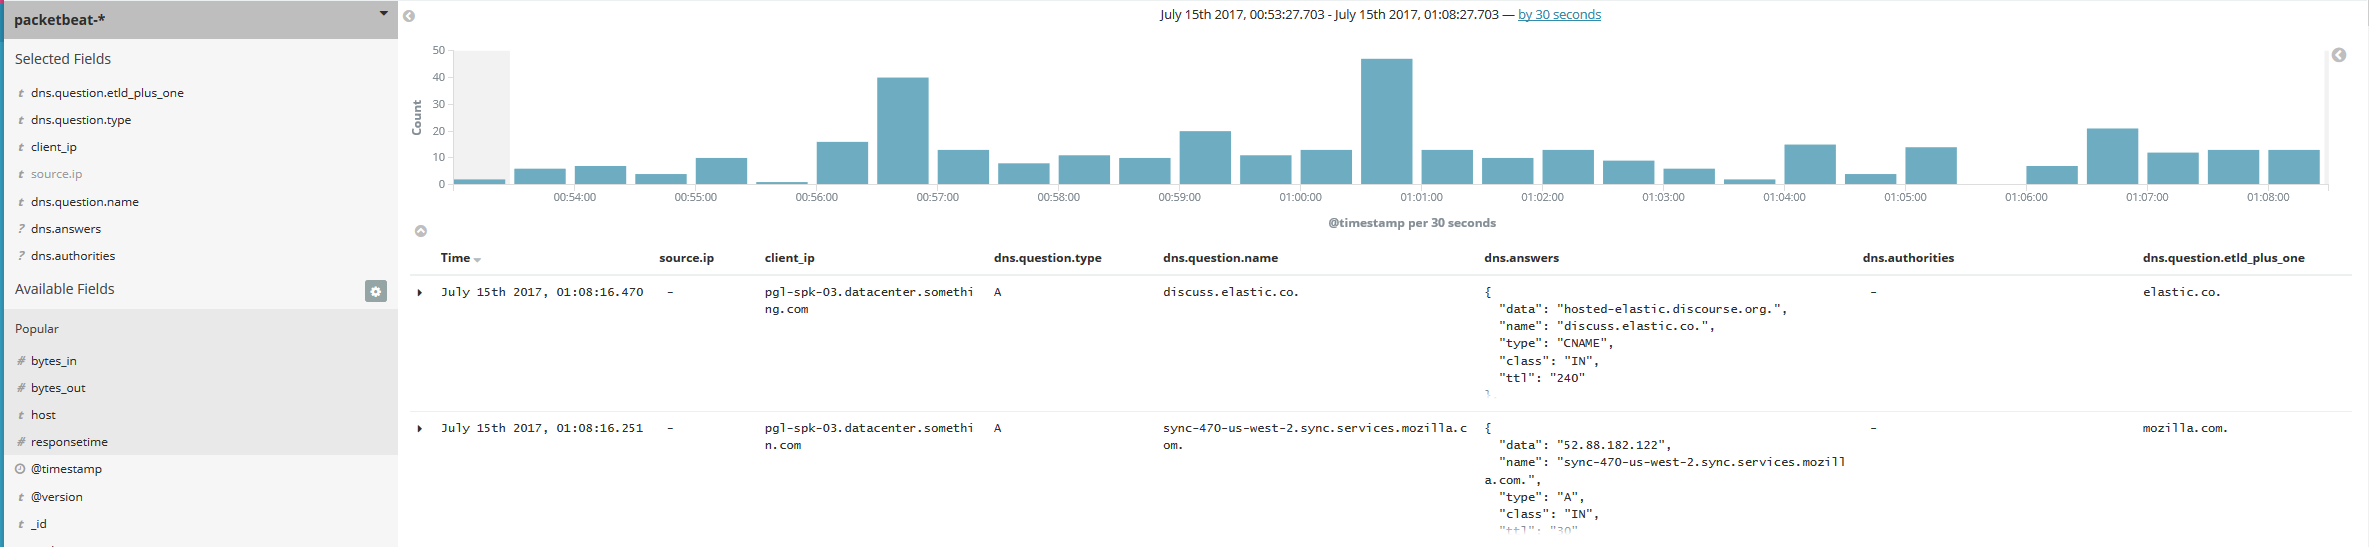 packetbeat-*
Selected Fields
t dns.question.etld_plus_one
t dns.question.type
t client_ip
t source.ip
t dns.question.name
? dns.answers
? dns.authorities
Available Fields
Popular
# bytes_in
# bytes_out
t host
# responsetime
@timestamp
t @version
t _id
July 15th 2017, 00:53:27.703 - July 15th 2017, 01:08:27.703 — by 30 seconds
Count
50
40
30
20
10
0
00:54:00 00:55:00 00:56:00 00:57:00 00:58:00 00:59:00 01:00:00 01:01:00 01:02:00 01:03:00 01:04:00 01:05:00 01:06:00 01:07:00 01:08:00
@timestamp per 30 seconds
Time source.ip client_ip dns.question.type dns.question.name dns.answers dns.authorities dns.question.etld_plus_one
July 15th 2017, 01:08:16.470 - pgl-spk-03.datacenter.somethi A discuss.elastic.co. { - elastic.co.
ng.com "data": "hosted-elastic.discourse.org.",
"name": "discuss.elastic.co.",
"type": "CNAME",
"class": "IN",
"ttl": "240"
}
July 15th 2017, 01:08:16.251 - pgl-spk-03.datacenter.somethi A sync-470-us-west-2.sync.services.mozilla.c { - mozilla.com.
n.com om. "data": "52.88.182.122",
"name": "sync-470-us-west-2.sync.services.mozill
a.com.",
"type": "A",
"class": "IN",
"ttl": "30"